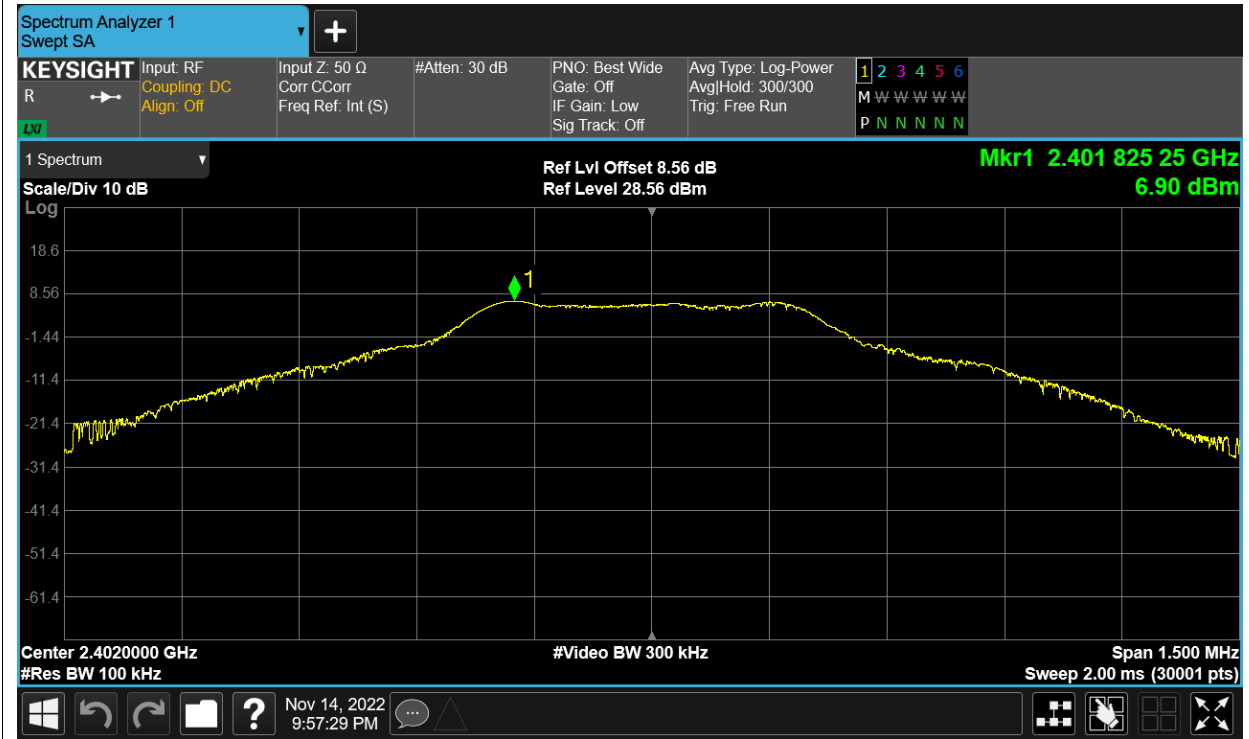 Spectrum Analyzer 1
Swept SA
KEYSIGHT
R
LXI
Input: RF
Coupling: DC
Align: Off
Input Z: 50 Ω
Corr CCorr
Freq Ref: Int (S)
#Atten: 30 dB
PNO: Best Wide
Gate: Off
IF Gain: Low
Sig Track: Off
Avg Type: Log-Power
Avg|Hold: 300/300
Trig: Free Run
1 2 3 4 5 6
M W W W W W
P N N N N N
1 Spectrum
Scale/Div 10 dB
Ref Lvl Offset 8.56 dB
Ref Level 28.56 dBm
Mkr1 2.401 825 25 GHz
6.90 dBm
Log
18.6
8.56
-1.44
-11.4
-21.4
-31.4
-41.4
-51.4
-61.4
1
Center 2.4020000 GHz
#Res BW 100 kHz
#Video BW 300 kHz
Span 1.500 MHz
Sweep 2.00 ms (30001 pts)
?
Nov 14, 2022
9:57:29 PM